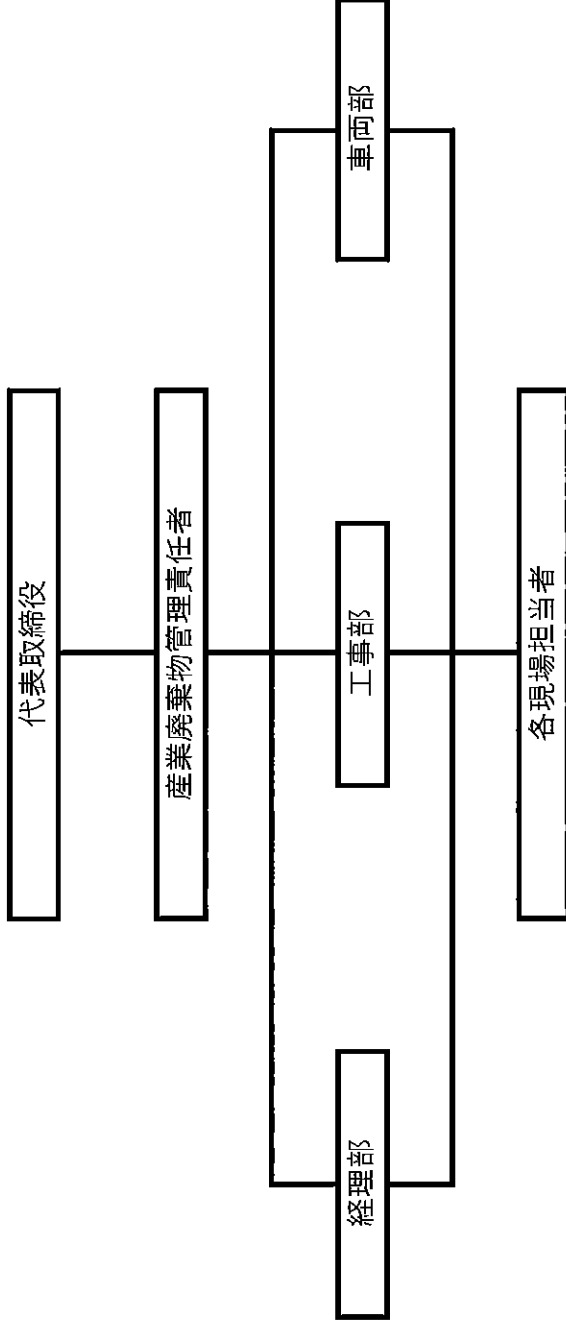 代表取締役
産業廃棄物管理責任者
経理部
工事部
車両部
各現場担当者